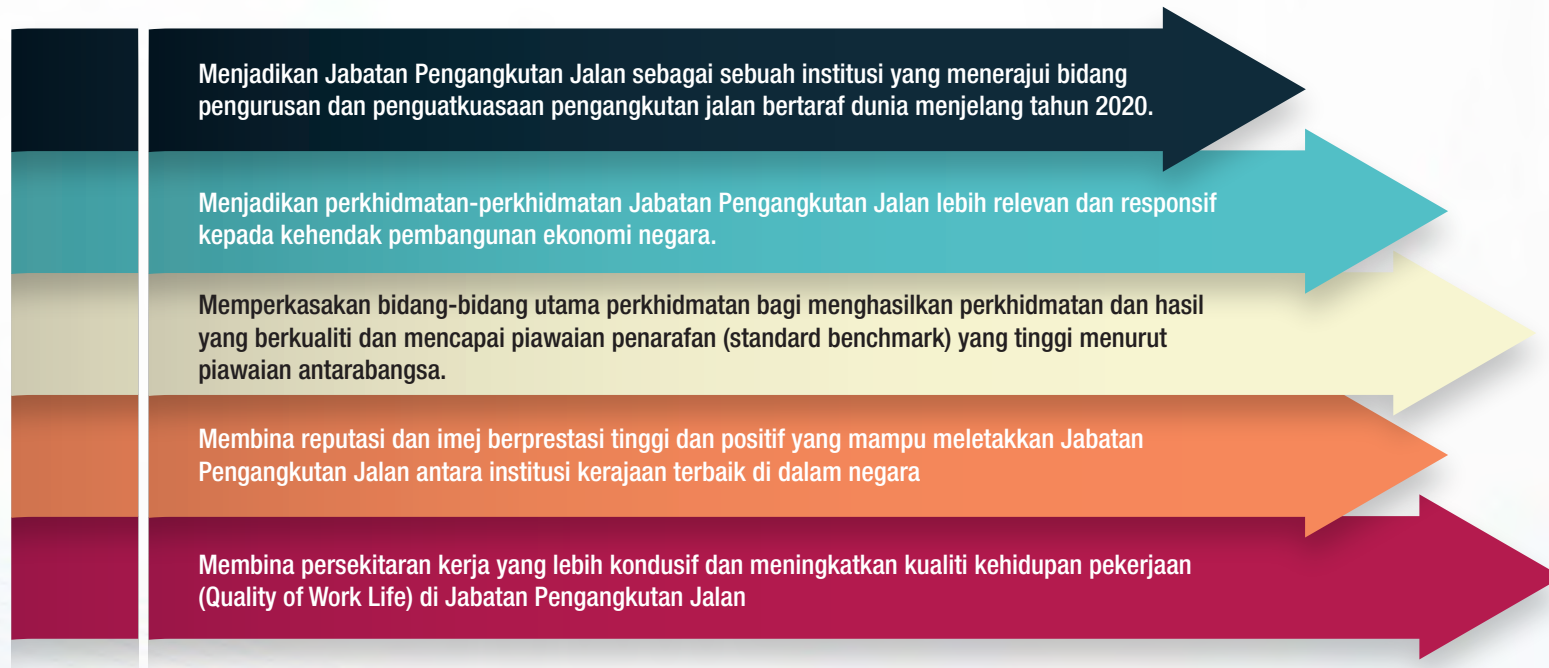 Menjadikan Jabatan Pengangkutan Jalan sebagai sebuah institusi yang menerajui bidang
pengurusan dan penguatkuasaan pengangkutan jalan bertaraf dunia menjelang tahun 2020.
Menjadikan perkhidmatan-perkhidmatan Jabatan Pengangkutan Jalan lebih relevan dan responsif
kepada kehendak pembangunan ekonomi negara.
Memperkasakan bidang-bidang utama perkhidmatan bagi menghasilkan perkhidmatan dan hasil
yang berkualiti dan mencapai piawaian penarafan (standard benchmark) yang tinggi menurut
piawaian antarabangsa.
Membina reputasi dan imej berprestasi tinggi dan positif yang mampu meletakkan Jabatan
Pengangkutan Jalan antara institusi kerajaan terbaik di dalam negara
Membina persekitaran kerja yang lebih kondusif dan meningkatkan kualiti kehidupan pekerjaan
(Quality of Work Life) di Jabatan Pengangkutan Jalan